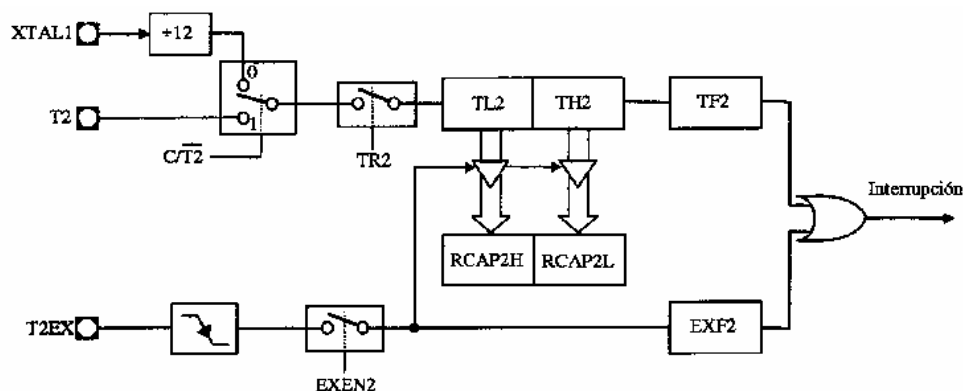 XTAL1
÷12
0
T2
1
C/T2
TR2
TL2
TH2
TF2
Interrupción
RCAP2H
RCAP2L
T2EX
EXEN2
EXF2